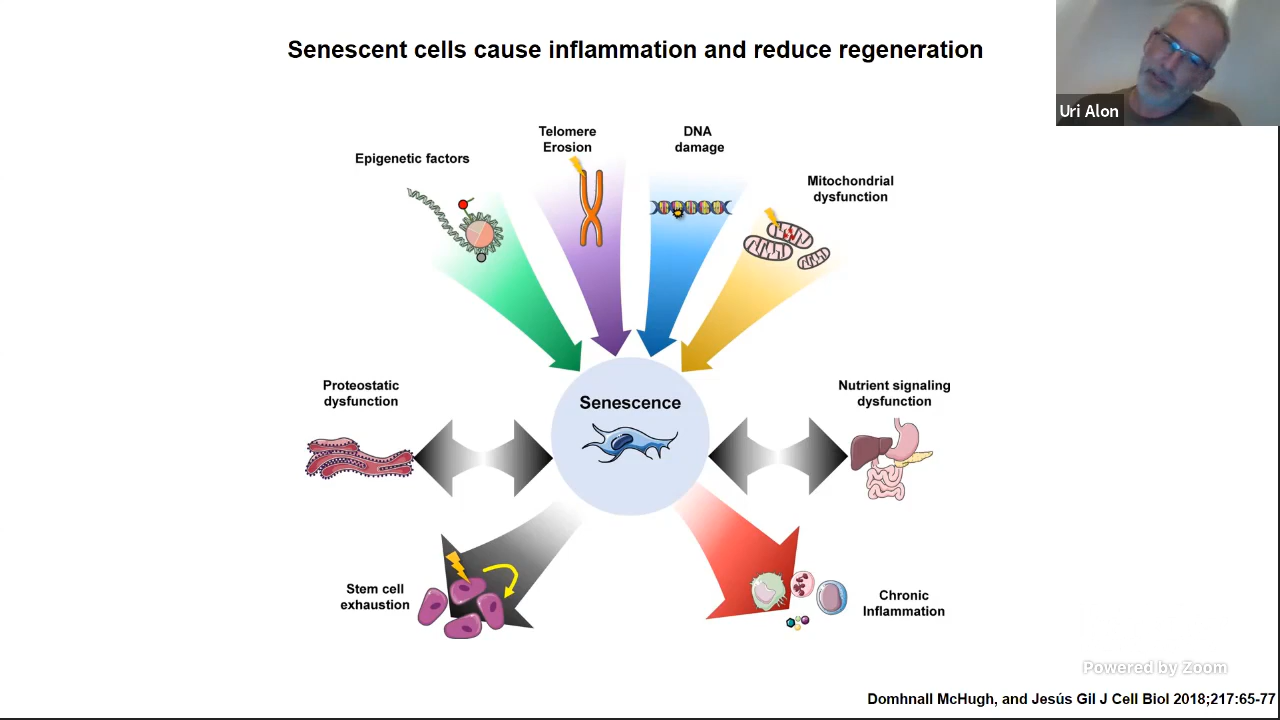 Senescent cells cause inflammation and reduce regeneration
Uri Alon
Telomere
Erosion
DNA
damage
Epigenetic factors
Mitochondrial
dysfunction
Proteostatic
dysfunction
Senescence
Nutrient signaling
dysfunction
Stem cell
exhaustion
Chronic
Inflammation
Powered by Zoom
Domhnall McHugh, and Jesús Gil J Cell Biol 2018;217:65-77